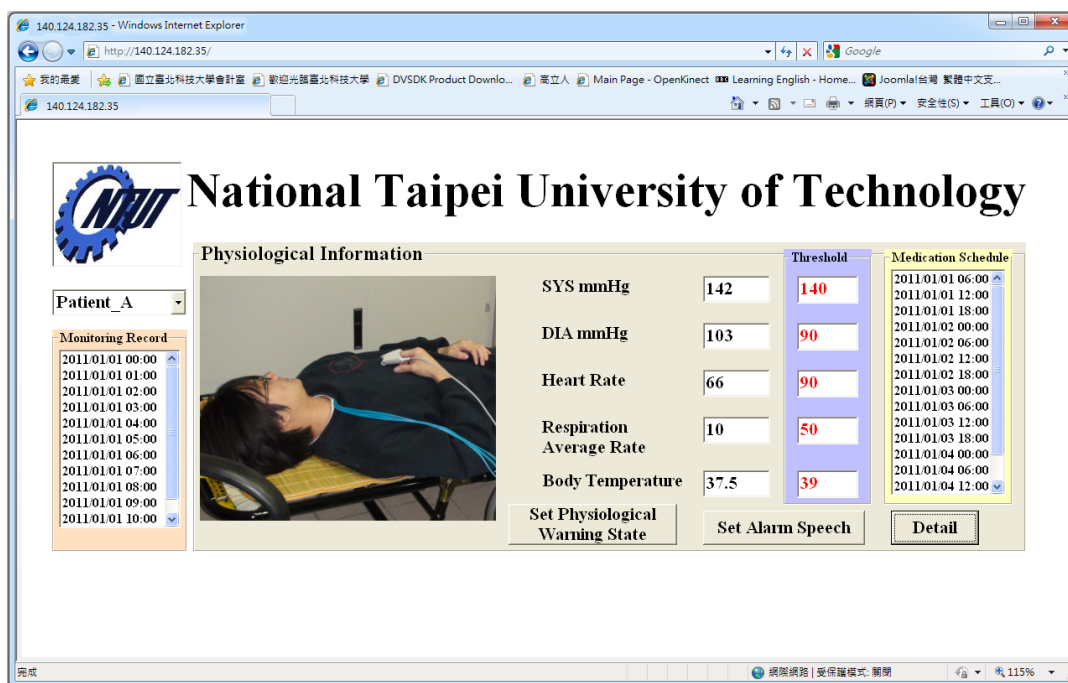 140.124.182.35 - Windows Internet Explorer
http://140.124.182.35/
Google
我的最愛
國立臺北科技大學會計室
歡迎光臨臺北科技大學
DVSDK Product Downlo...
高立人
Main Page - OpenKinect
Learning English - Home...
Joomla!台灣 繁體中文支...
140.124.182.35
網頁(P)
安全性(S)
工具(O)
NTUT
National Taipei University of Technology
Patient_A
Monitoring Record
2011/01/01 00:00
2011/01/01 01:00
2011/01/01 02:00
2011/01/01 03:00
2011/01/01 04:00
2011/01/01 05:00
2011/01/01 06:00
2011/01/01 07:00
2011/01/01 08:00
2011/01/01 09:00
2011/01/01 10:00
Physiological Information
Threshold
SYS mmHg 142 140
DIA mmHg 103 90
Heart Rate 66 90
Respiration
Average Rate 10 50
Body Temperature 37.5 39
Set Physiological
Warning State
Set Alarm Speech
Detail
Medication Schedule
2011/01/01 06:00
2011/01/01 12:00
2011/01/01 18:00
2011/01/02 00:00
2011/01/02 06:00
2011/01/02 12:00
2011/01/02 18:00
2011/01/03 00:00
2011/01/03 06:00
2011/01/03 12:00
2011/01/03 18:00
2011/01/04 00:00
2011/01/04 06:00
2011/01/04 12:00
完成
網際網路 | 受保護模式: 關閉
115%